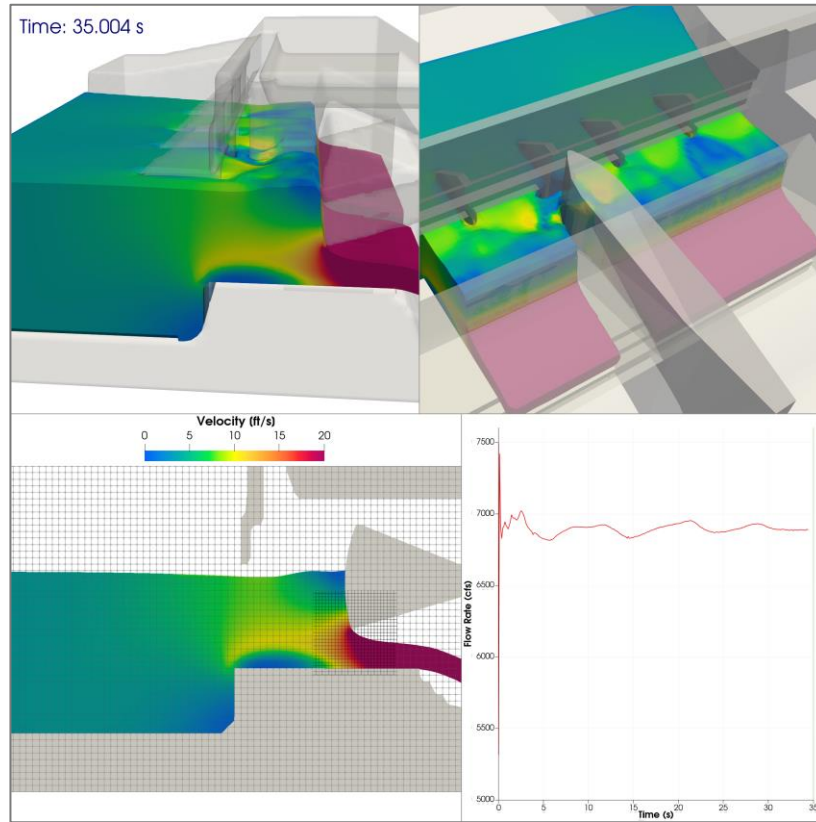 Time: 35.004 s
Velocity [ft/s]
0 5 10 15 20
7500
7000
6500
6000
5500
5000
Flow Rate (cfs)
0 5 10 15 20 25 30 35
Time (s)